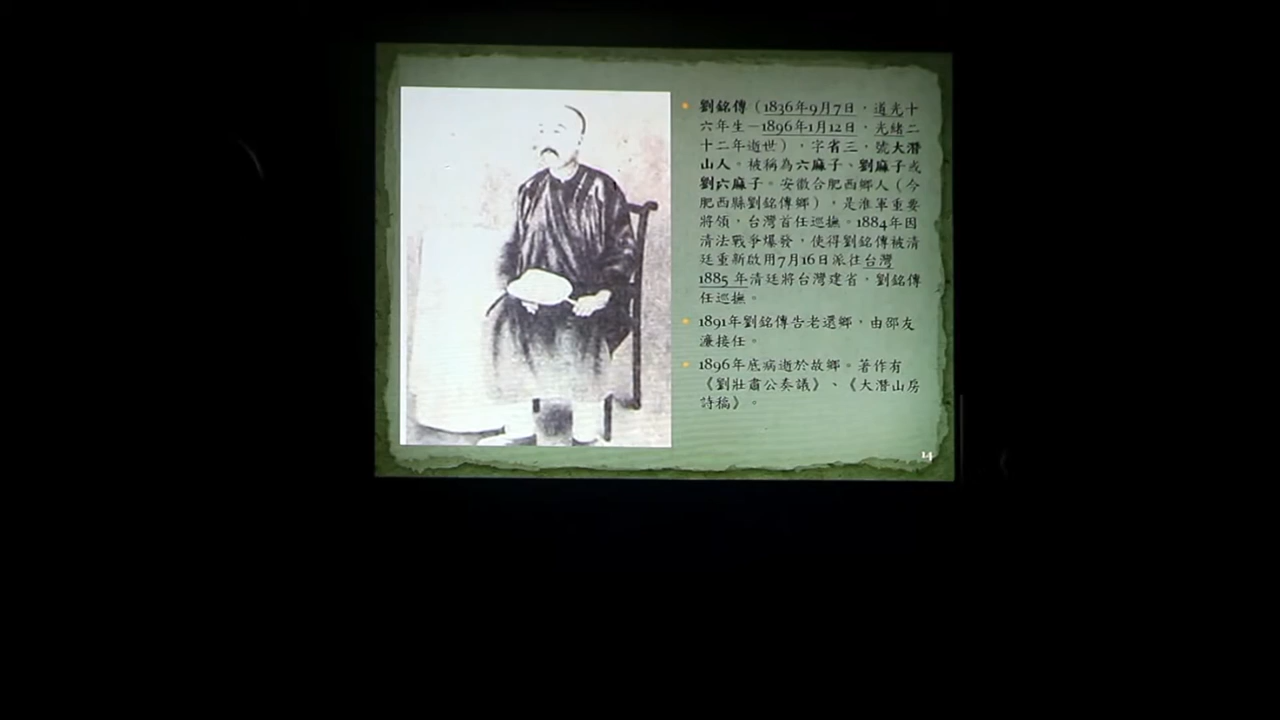 劉銘傳（1836年9月7日，道光十
六年生－1896年1月12日，光緒二
十二年逝世），字省三，號大潛
山人。被稱為六麻子、劉麻子或
劉六麻子。安徽合肥西鄉人（今
肥西縣劉銘傳鄉），是淮軍重要
將領，台灣首任巡撫。1884年因
清法戰爭爆發，使得劉銘傳被清
廷重新啟用7月16日派往台灣
1885 年清廷將台灣建省，劉銘傳
任巡撫。
1891年劉銘傳告老還鄉，由邵友
濂接任。
1896年底病逝於故鄉。著作有
《劉壯肅公奏議》、《大潛山房
詩稿》。
14